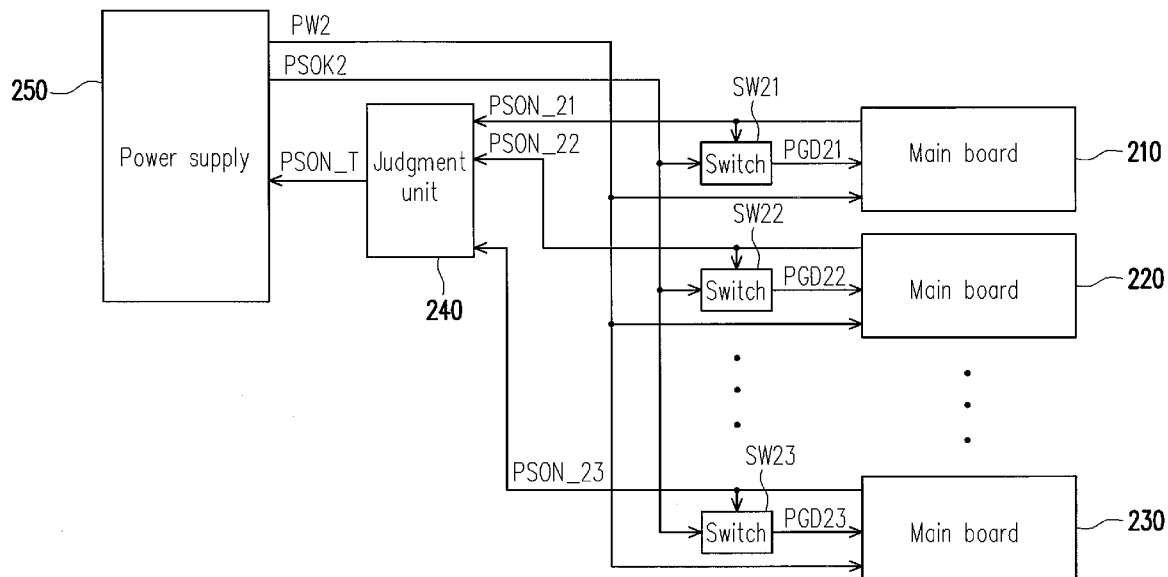 PW2
PSOK2
250
Power supply
PSON_T
Judgment
unit
240
PSON_21
PSON_22
PSON_23
SW21
Switch
PGD21
Main board
210
SW22
Switch
PGD22
Main board
220
SW23
Switch
PGD23
Main board
230